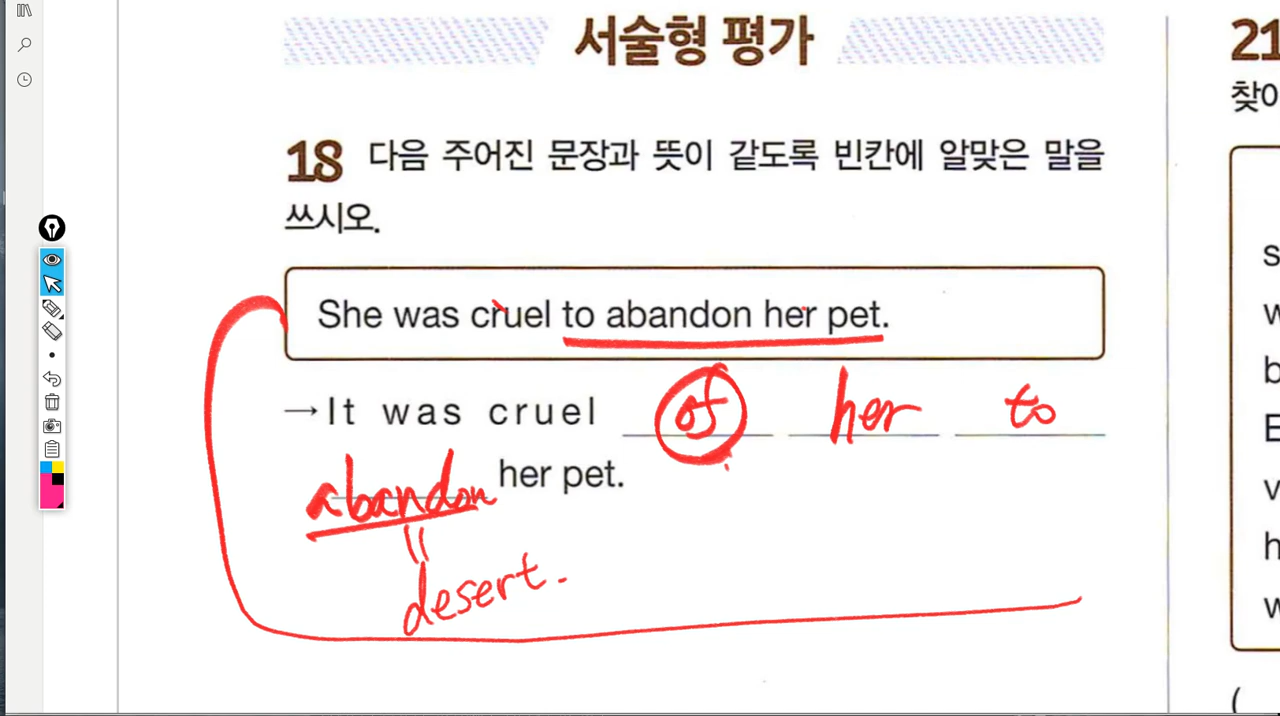 서술형 평가
18 다음 주어진 문장과 뜻이 같도록 빈칸에 알맞은 말을
쓰시오.
She was cruel to abandon her pet.
→ It was cruel of her to
abandon her pet.
=
desert.
21
찾아
s
w
b
E
v
h
w
(